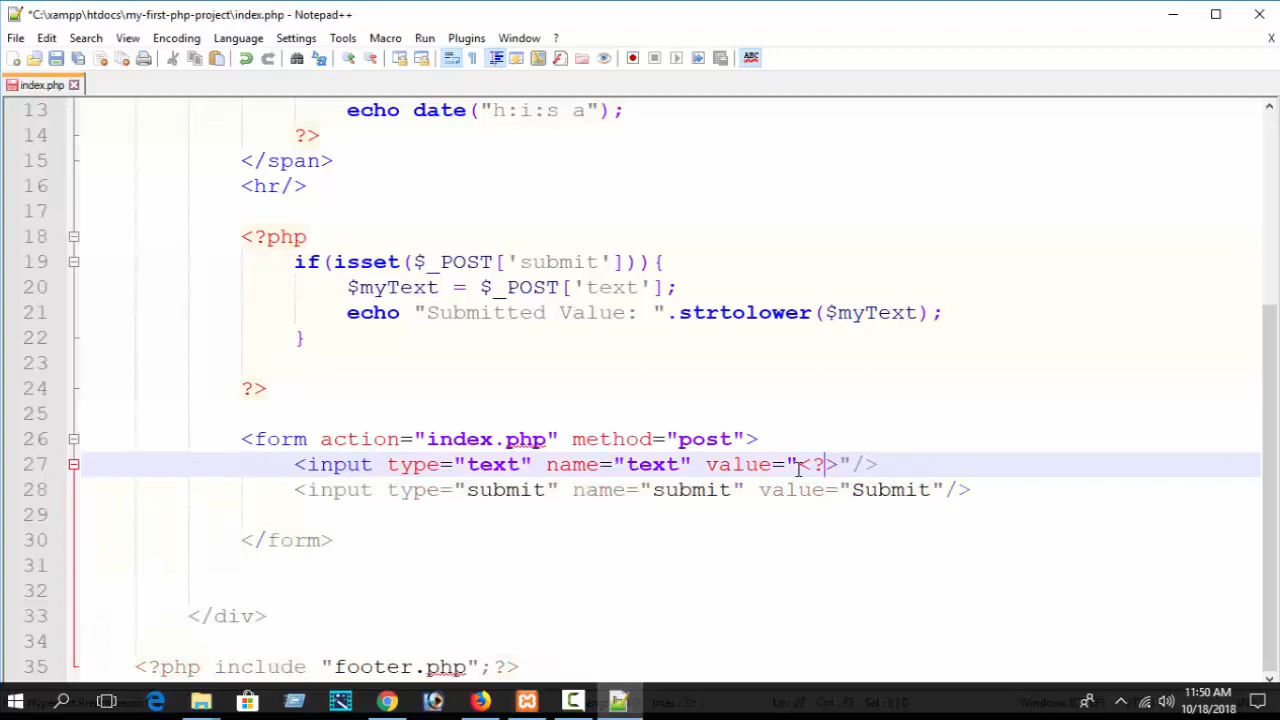 *C:\xampp\htdocs\my-first-php-project\index.php - Notepad++
File Edit Search View Encoding Language Settings Tools Macro Run Plugins Window ? X
index.php
13 echo date("h:i:s a");
14 ?>
15 </span>
16 <hr/>
17
18 <?php
19 if(isset($_POST['submit'])){
20 $myText = $_POST['text'];
21 echo "Submitted Value: ".strtolower($myText);
22 }
23
24 ?>
25
26 <form action="index.php" method="post">
27 <input type="text" name="text" value="<?>"/>
28 <input type="submit" name="submit" value="Submit"/>
29
30 </form>
31
32
33 </div>
34
35 <?php include "footer.php";?>
11:50 AM
10/18/2018